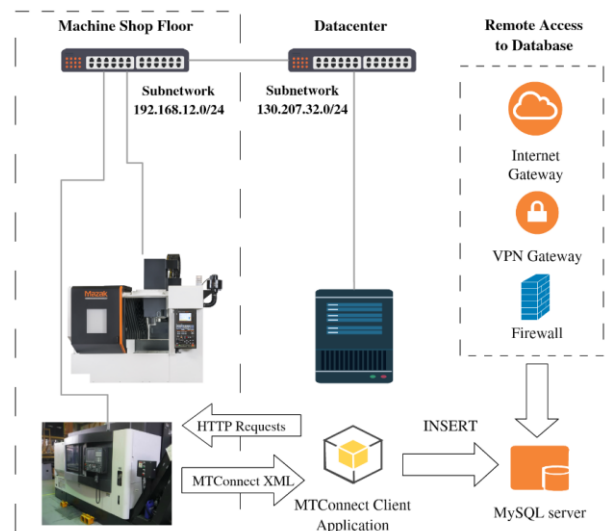 Machine Shop Floor
Datacenter
Remote Access
to Database
Subnetwork
192.168.12.0/24
Subnetwork
130.207.32.0/24
Internet
Gateway
VPN Gateway
Firewall
Mazak
HTTP Requests
INSERT
MTConnect XML
MTConnect Client
Application
MySQL server